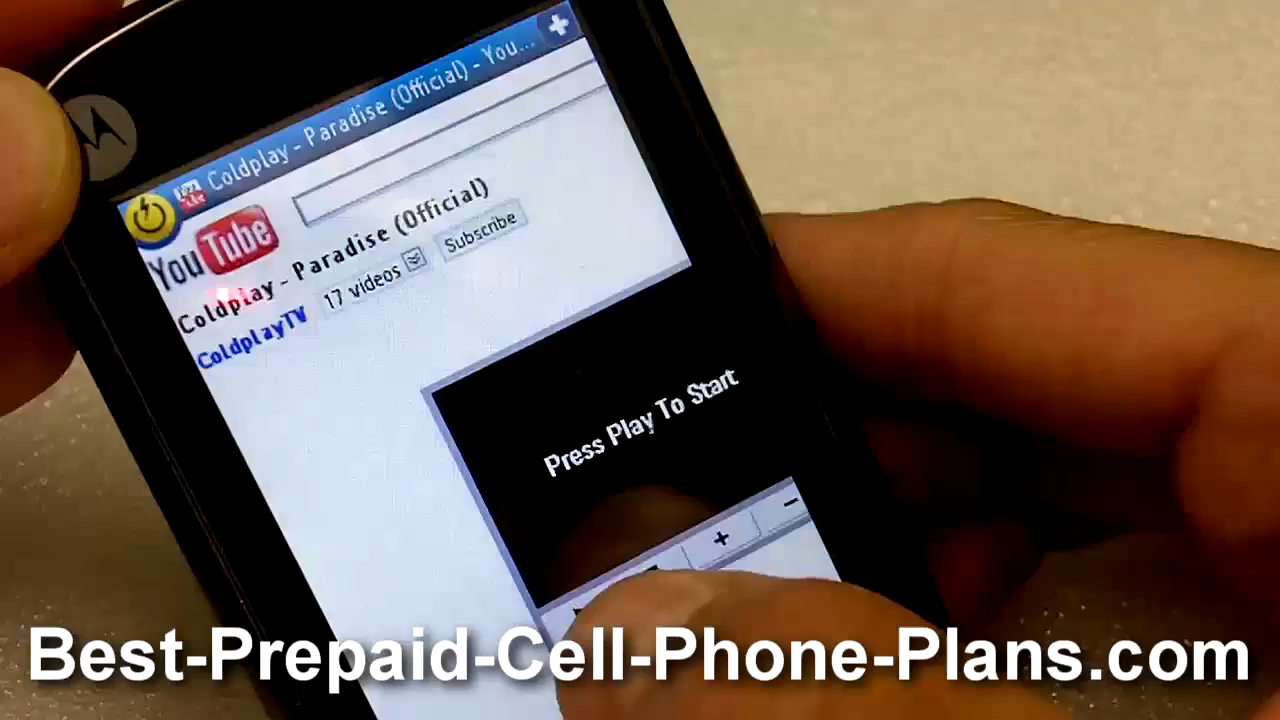 Coldplay - Paradise (Official) - You...
YouTube
Coldplay - Paradise (Official)
ColdplayTV 17 videos Subscribe
Press Play To Start
+ -
Best-Prepaid-Cell-Phone-Plans.com